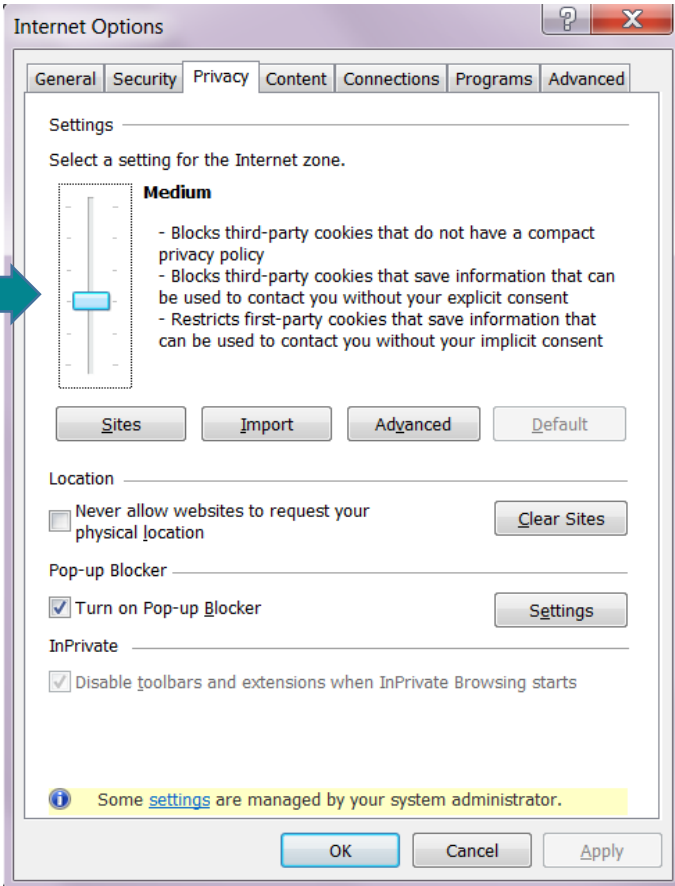 Internet Options
General Security Privacy Content Connections Programs Advanced
Settings
Select a setting for the Internet zone.
Medium
- Blocks third-party cookies that do not have a compact
privacy policy
- Blocks third-party cookies that save information that can
be used to contact you without your explicit consent
- Restricts first-party cookies that save information that
can be used to contact you without your implicit consent
Sites Import Advanced Default
Location
Never allow websites to request your
physical location
Clear Sites
Pop-up Blocker
Turn on Pop-up Blocker
Settings
InPrivate
Disable toolbars and extensions when InPrivate Browsing starts
Some settings are managed by your system administrator.
OK Cancel Apply